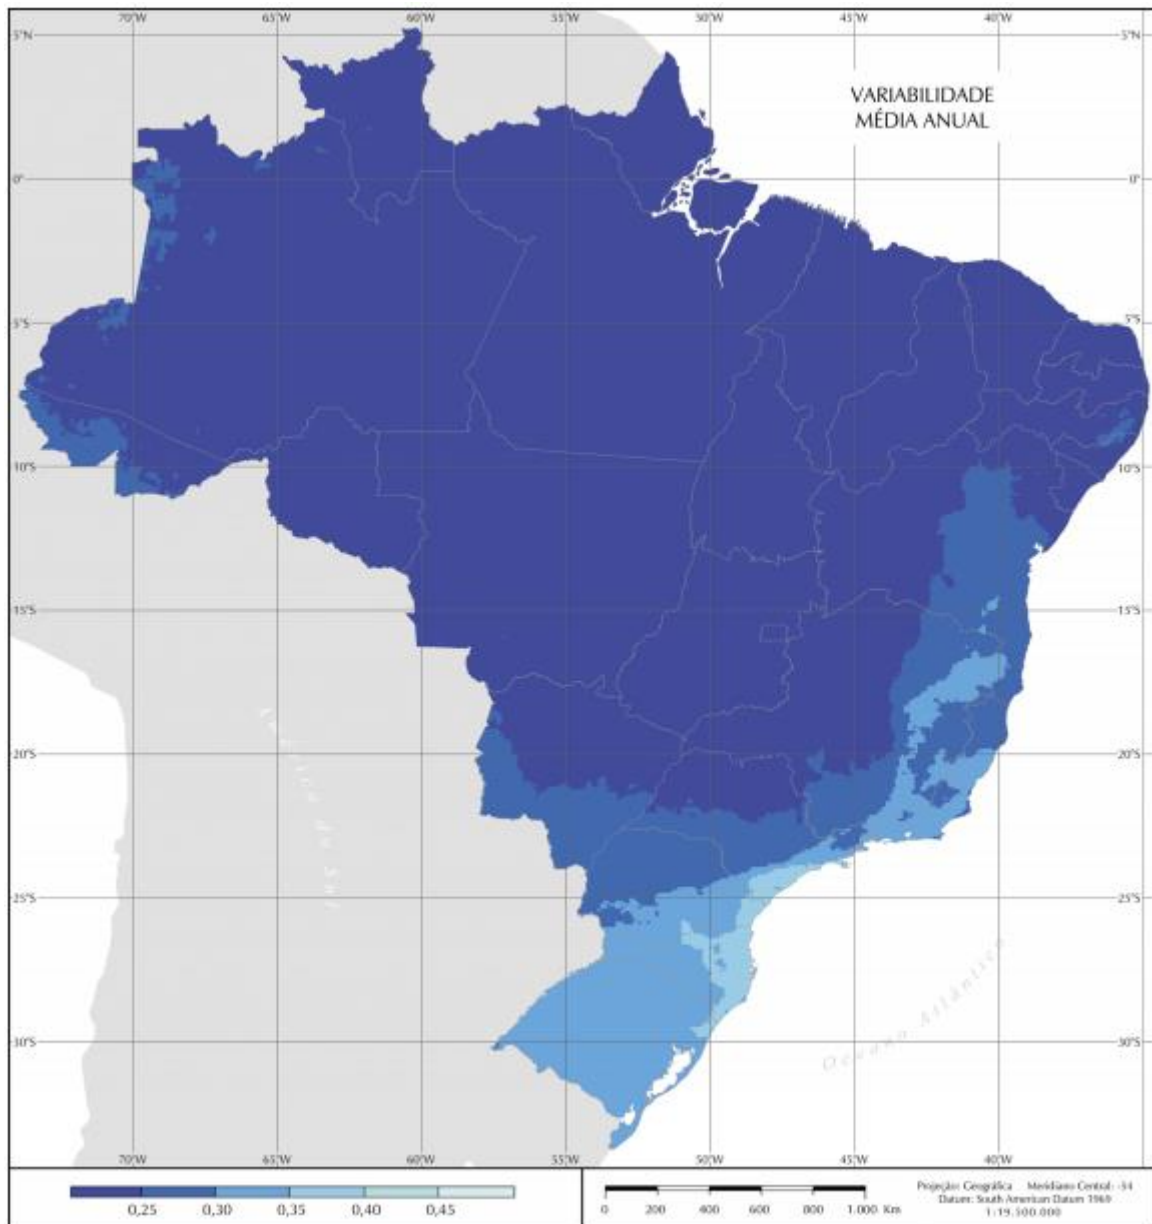 70°W 65°W 60°W 55°W 50°W 45°W 40°W
5°N 5°N
VARIABILIDADE
MÉDIA ANUAL
0° 0°
5°S 5°S
10°S 10°S
15°S 15°S
20°S 20°S
América do Sul
25°S 25°S
Oceano Atlântico
30°S 30°S
70°W 65°W 60°W 55°W 50°W 45°W 40°W
0,25 0,30 0,35 0,40 0,45
0 200 400 600 800 1.000 Km
Projeção Geográfica Meridiano Central: -54
Datum: South American Datum 1969
1:19.500.000